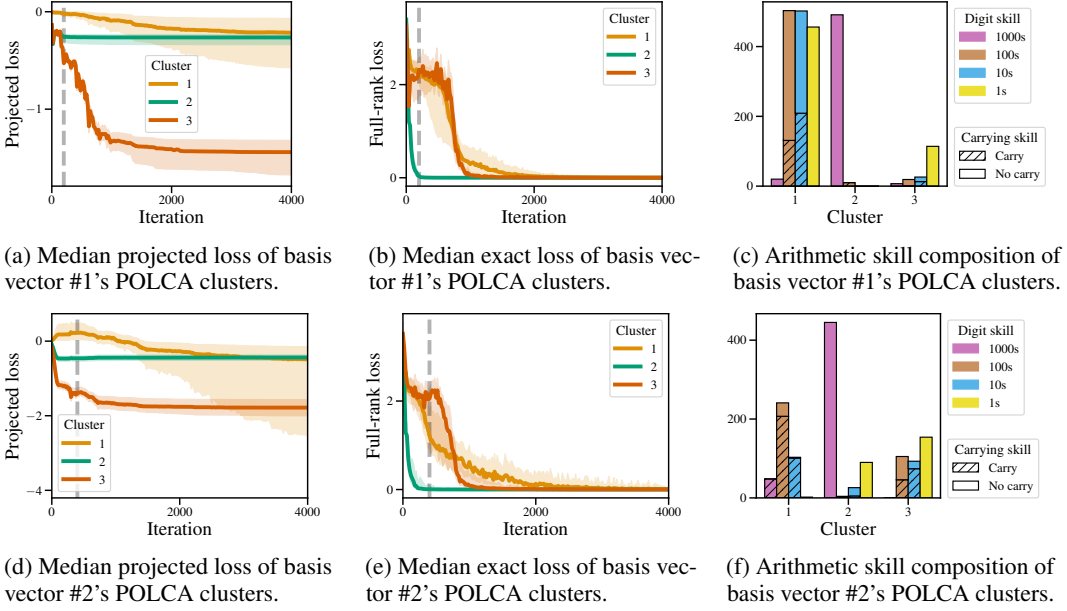 0
−1
Projected loss
Cluster
1
2
3
0
2000
4000
Iteration
2
0
Full-rank loss
Cluster
1
2
3
0
2000
4000
Iteration
400
200
0
Digit skill
1000s
100s
10s
1s
Carrying skill
Carry
No carry
1
2
3
Cluster
(a) Median projected loss of basis
vector #1's POLCA clusters.
(b) Median exact loss of basis vec-
tor #1's POLCA clusters.
(c) Arithmetic skill composition of
basis vector #1's POLCA clusters.
0
−2
−4
Projected loss
Cluster
1
2
3
0
2000
4000
Iteration
2
0
Full-rank loss
Cluster
1
2
3
0
2000
4000
Iteration
400
200
0
Digit skill
1000s
100s
10s
1s
Carrying skill
Carry
No carry
1
2
3
Cluster
(d) Median projected loss of basis
vector #2's POLCA clusters.
(e) Median exact loss of basis vec-
tor #2's POLCA clusters.
(f) Arithmetic skill composition of
basis vector #2's POLCA clusters.